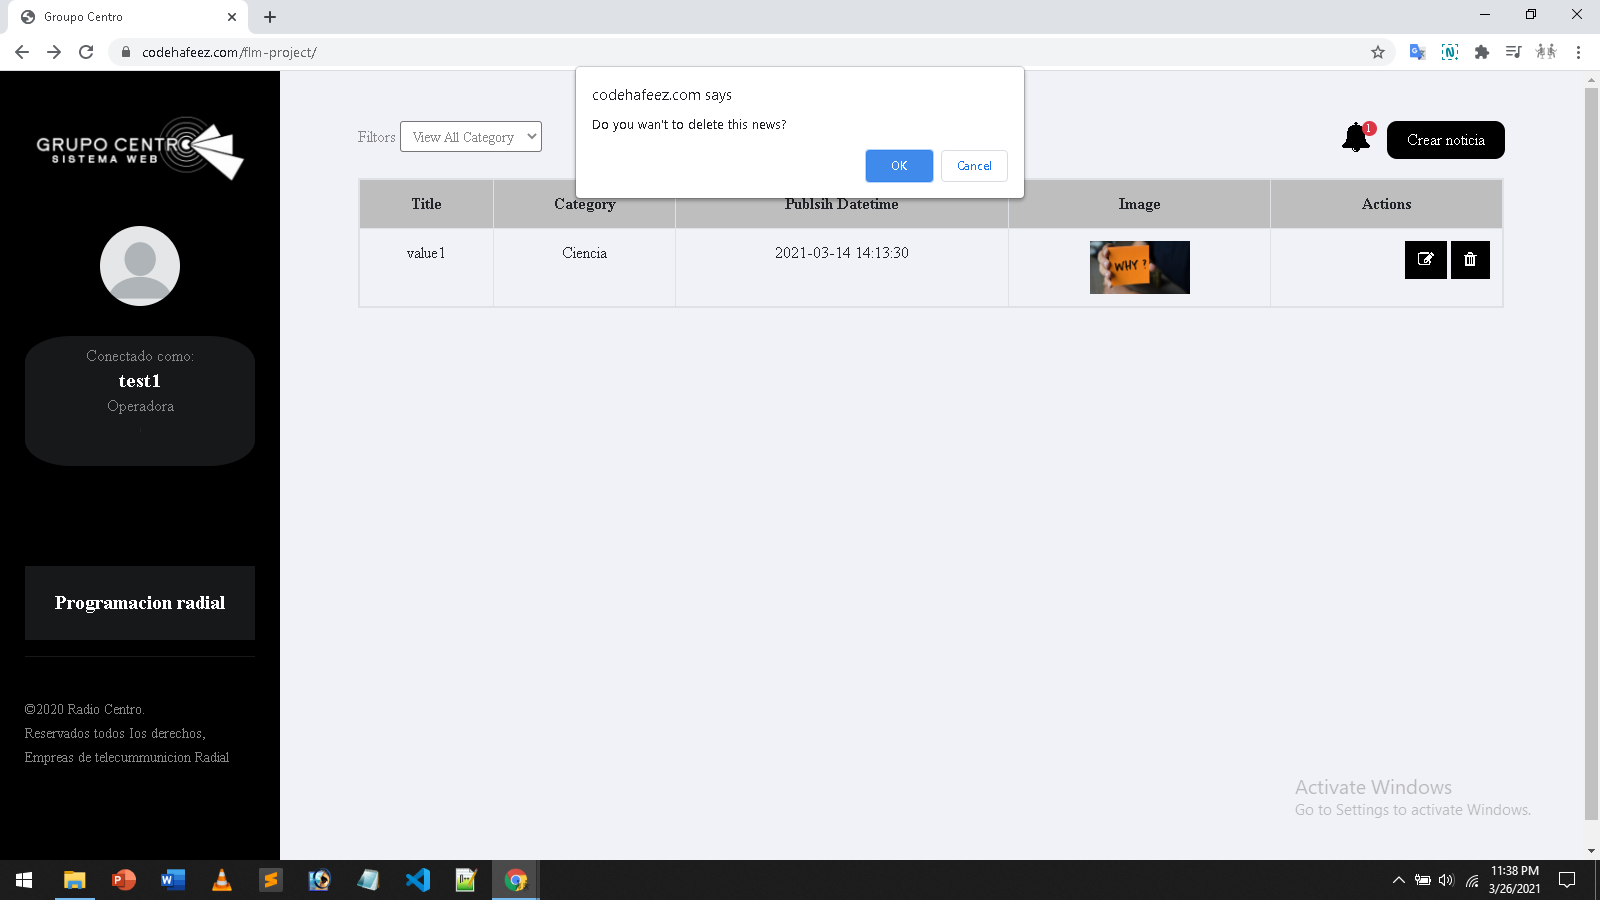 Groupo Centro
codehafeez.com/flm-project/
codehafeez.com says
Do you wan't to delete this news?
OK
Cancel
GRUPO CENTRO
SISTEMA WEB
Filtors
View All Category
1
Crear noticia
Title
Category
Publsih Datetime
Image
Actions
value1
Ciencia
2021-03-14 14:13:30
WHY ?
Conectado como:
test1
Operadora
Programacion radial
©2020 Radio Centro.
Reservados todos Ios derechos,
Empreas de telecummunicion Radial
Activate Windows
Go to Settings to activate Windows.
11:38 PM
3/26/2021